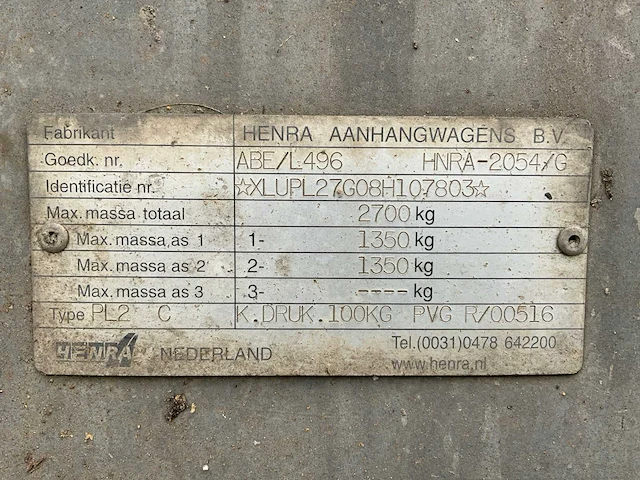 Fabrikant HENRA AANHANGWAGENS B.V.
Goedk. nr. ABE/L496 HNRA-2054/G
Identificatie nr. ☆XLUPL27G08H107803☆
Max. massa totaal 2700 kg
Max. massa as 1 1- 1350 kg
Max. massa as 2 2- 1350 kg
Max. massa as 3 3- ---- kg
Type PL2 C K.DRUK.100KG PVG R/00516
HENRA NEDERLAND Tel.(0031)0478 642200
www.henra.nl